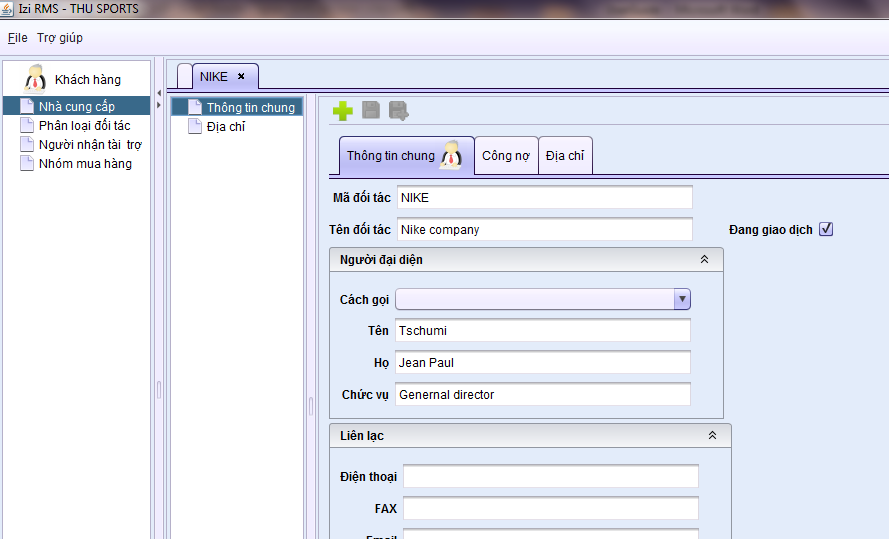 Izi RMS - THU SPORTS
File Trợ giúp
Khách hàng
Nhà cung cấp
Phân loại đối tác
Người nhận tài trợ
Nhóm mua hàng
NIKE ×
Thông tin chung
Địa chỉ
Thông tin chung Công nợ Địa chỉ
Mã đối tác NIKE
Tên đối tác Nike company Đang giao dịch
Người đại diện
Cách gọi
Tên Tschumi
Họ Jean Paul
Chức vụ Genernal director
Liên lạc
Điện thoại
FAX
Email